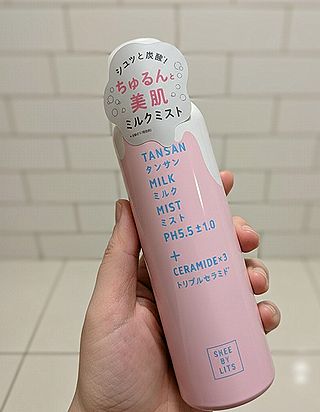 シュッと炭酸!
ちゅるんと
美肌
ミルクミスト
TANSAN
タンサン
MILK
ミルク
MIST
ミスト
PH5.5±1.0
+
CERAMIDE×3
トリプルセラミド
SHEE
BY
LITS